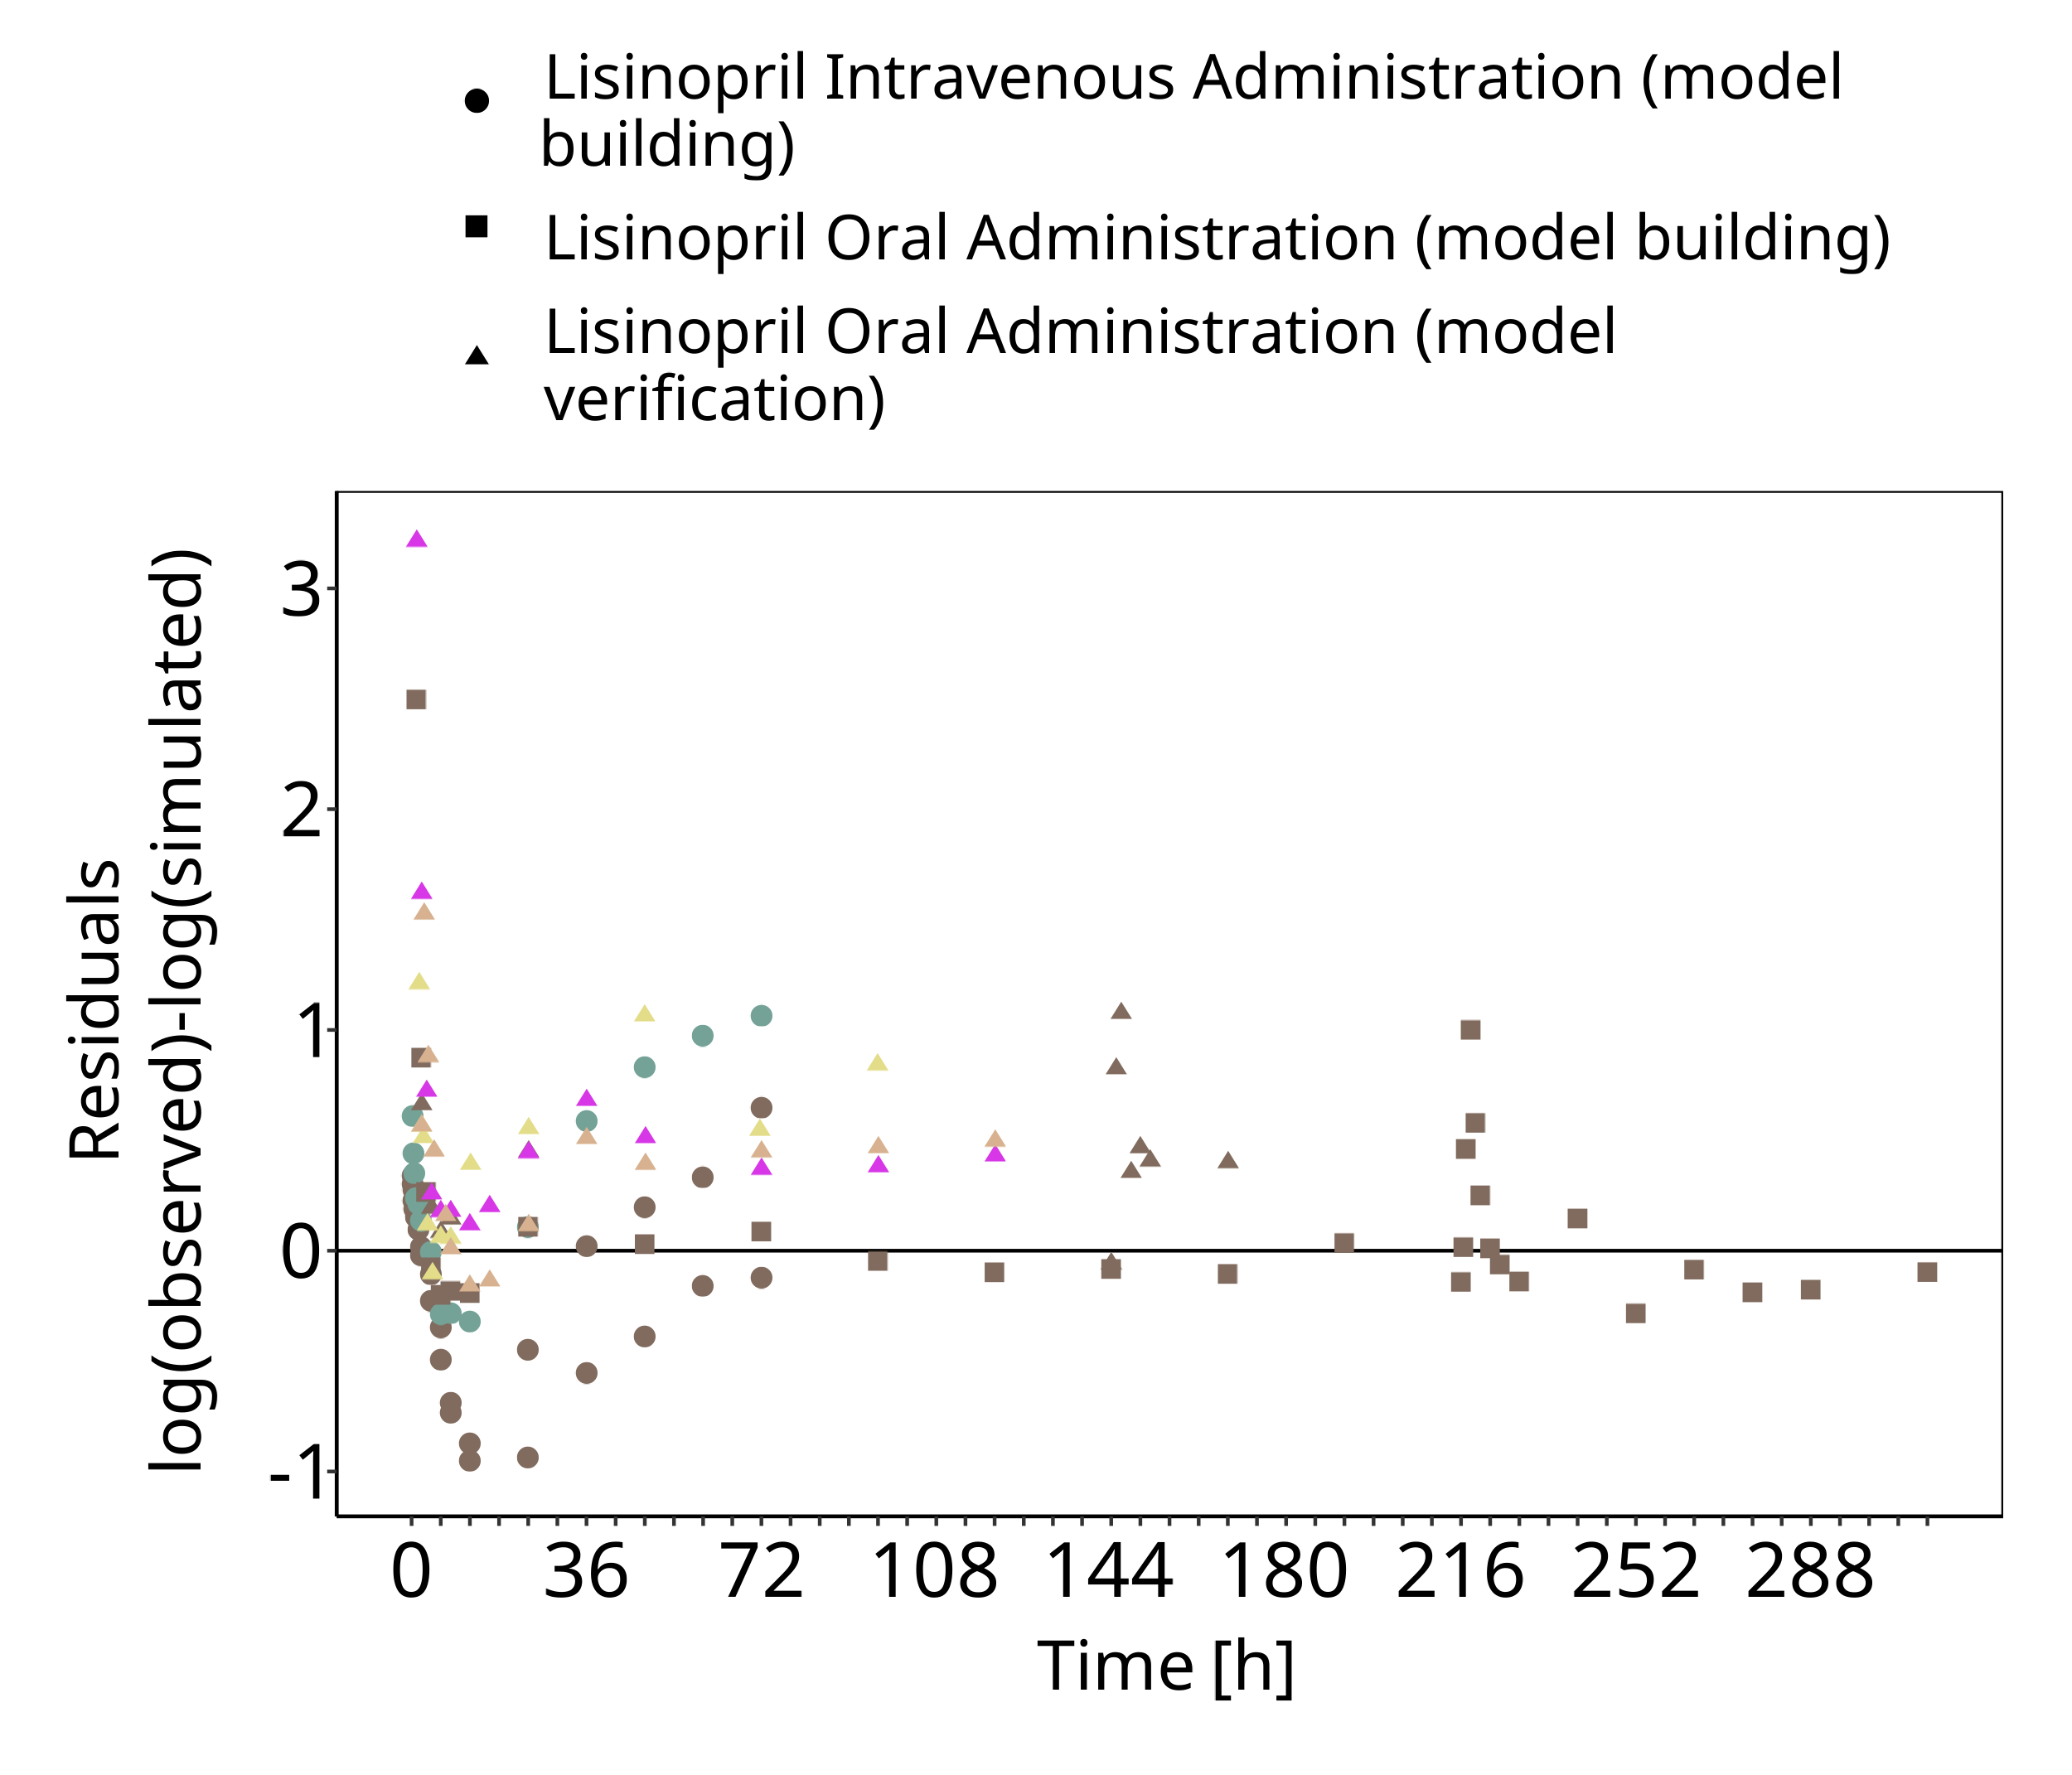 Lisinopril Intravenous Administration (model
building)
Lisinopril Oral Administration (model building)
Lisinopril Oral Administration (model
verification)
Residuals
log(observed)-log(simulated)
3
2
1
0
-1
0 36 72 108 144 180 216 252 288
Time [h]